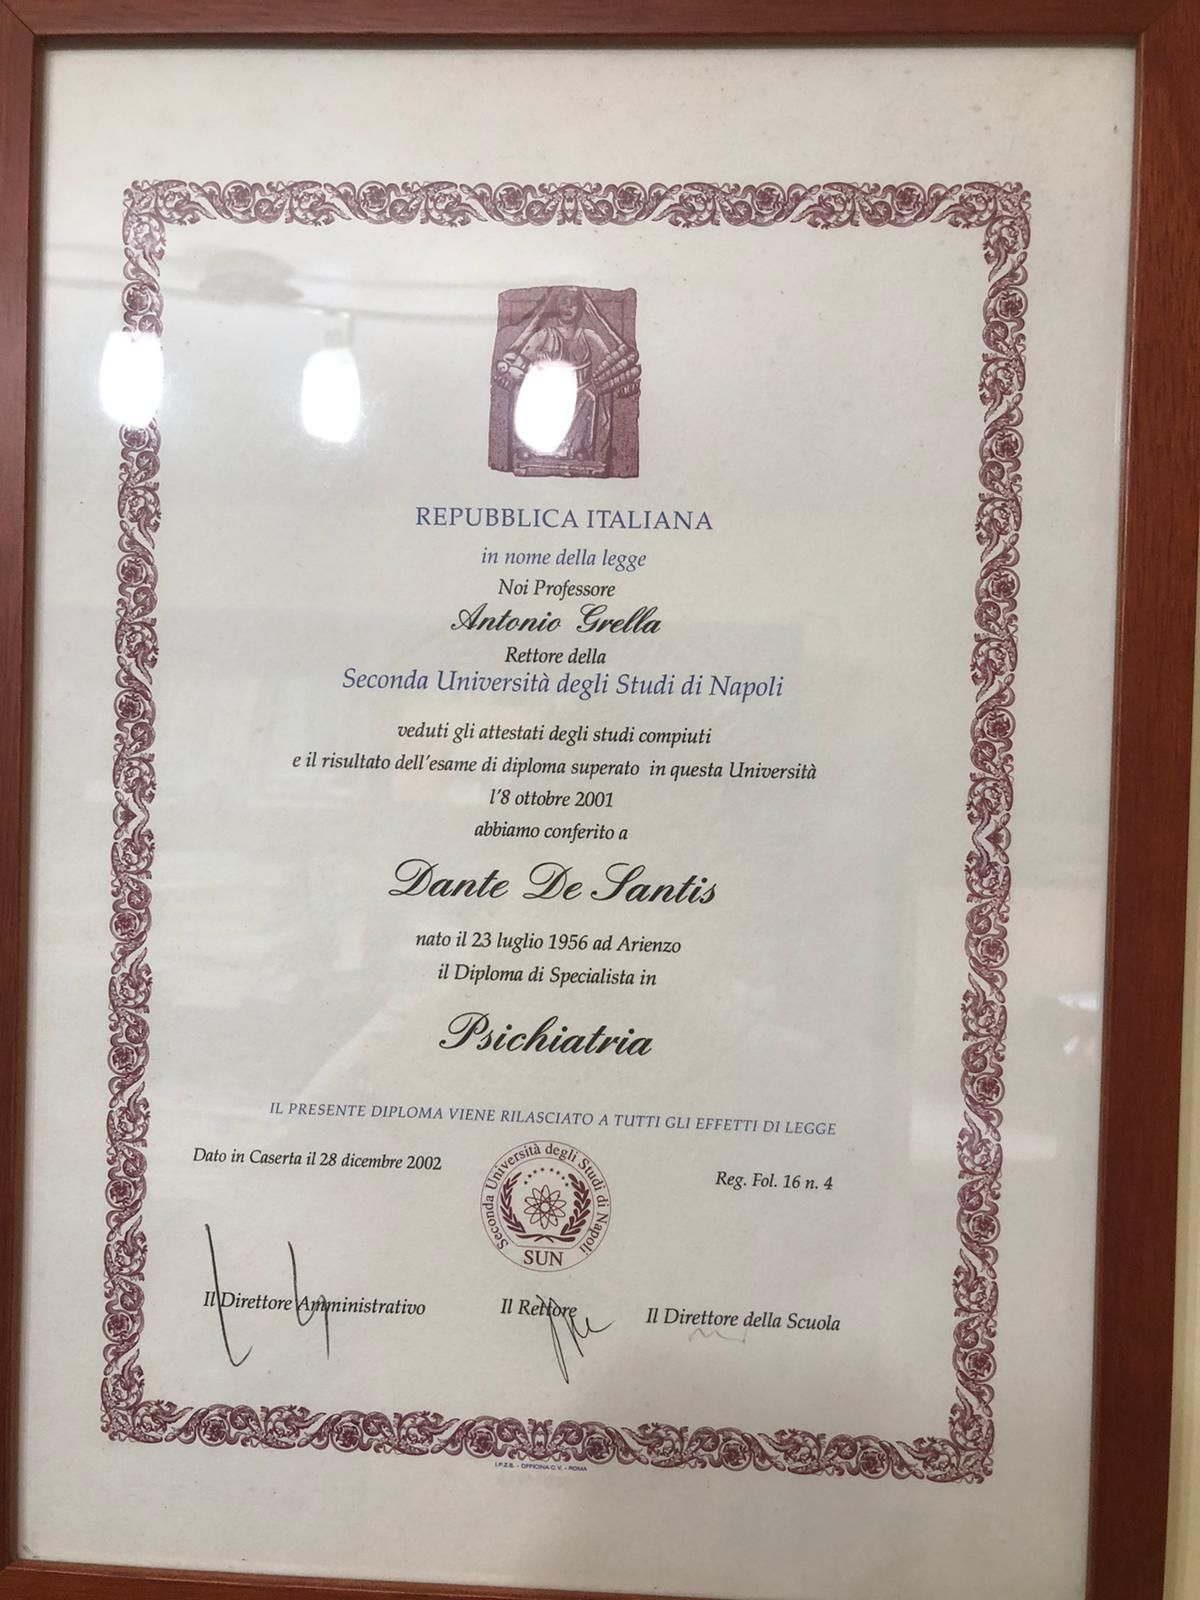 REPUBBLICA ITALIANA
in nome della legge
Noi Professore
Antonio Grella
Rettore della
Seconda Università degli Studi di Napoli
veduti gli attestati degli studi compiuti
e il risultato dell'esame di diploma superato in questa Università
l'8 ottobre 2001
abbiamo conferito a
Dante De Santis
nato il 23 luglio 1956 ad Arienzo
il Diploma di Specialista in
Psichiatria
IL PRESENTE DIPLOMA VIENE RILASCIATO A TUTTI GLI EFFETTI DI LEGGE
Dato in Caserta il 28 dicembre 2002
Reg. Fol. 16 n. 4
Seconda Università degli Studi di Napoli
SUN
Il Direttore Amministrativo
Il Rettore
Il Direttore della Scuola
I.P.Z.S. - OFFICINA C.V. - ROMA